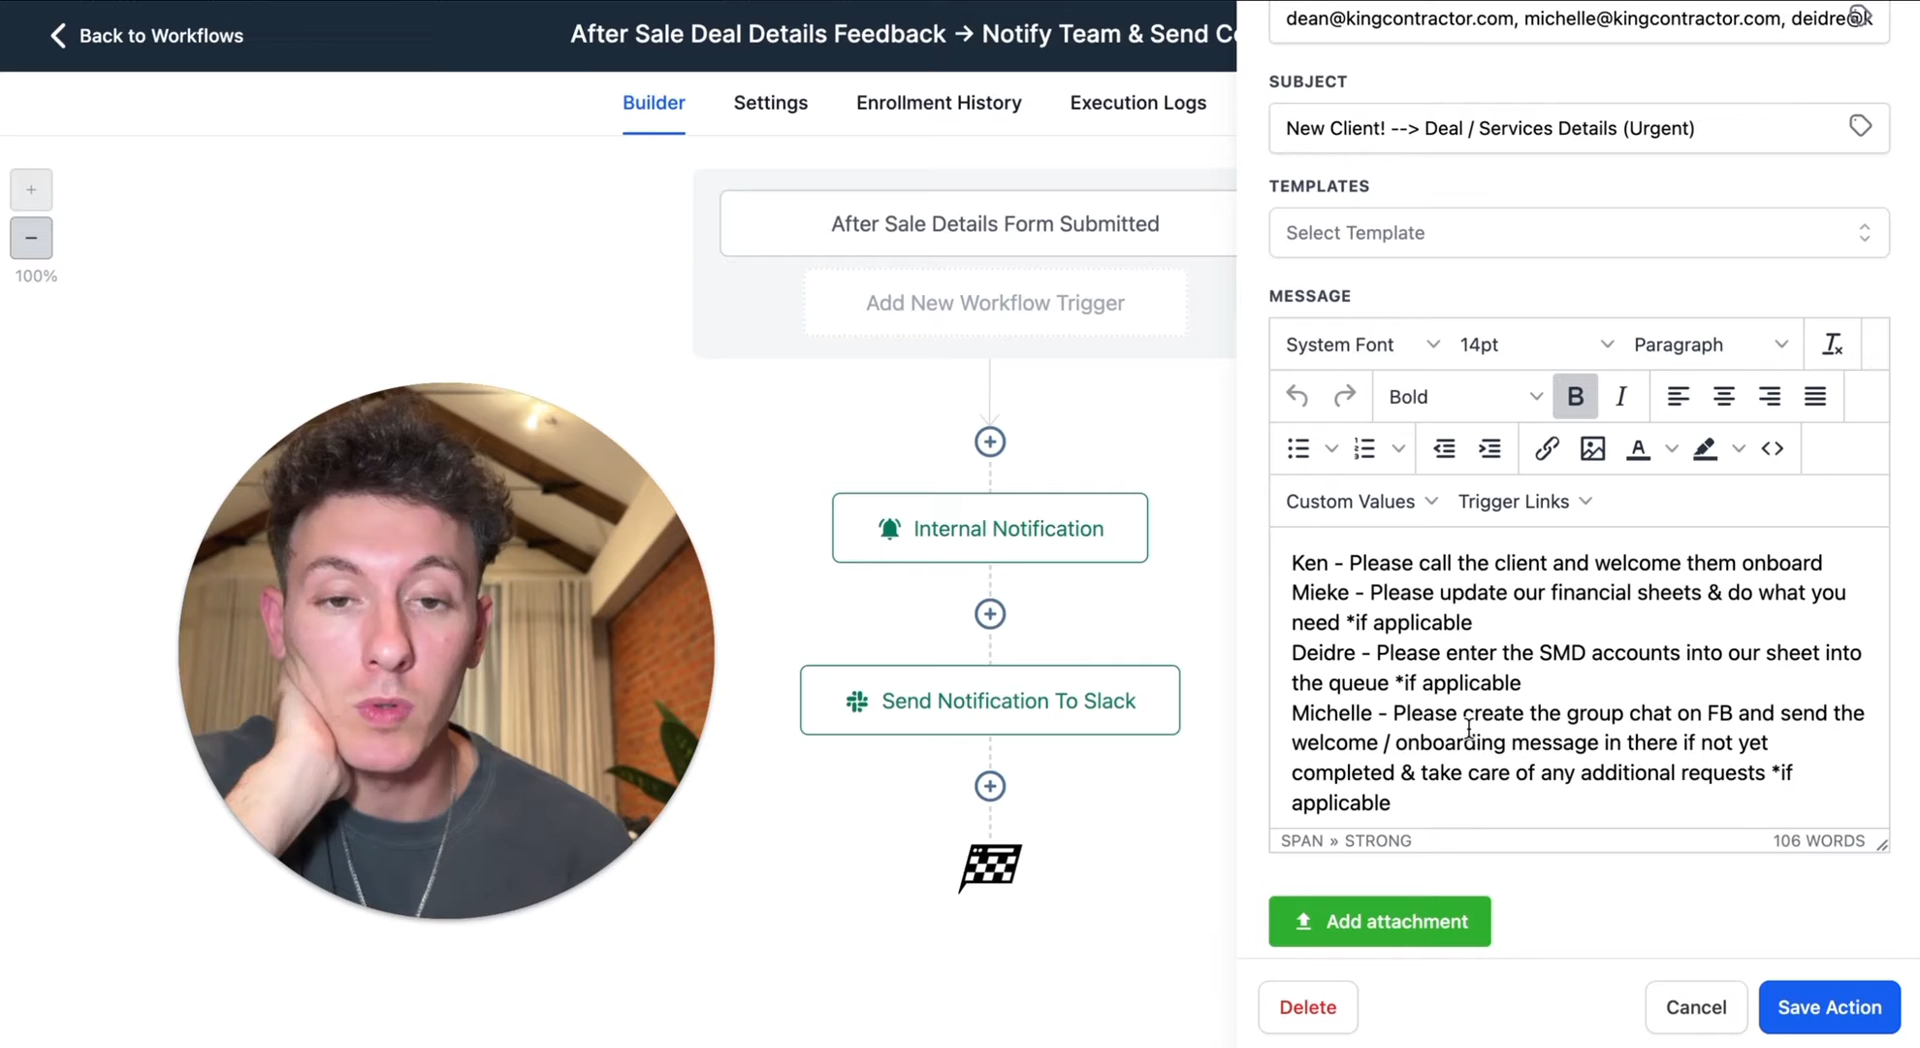 Back to Workflows
After Sale Deal Details Feedback → Notify Team & Send
Builder
Settings
Enrollment History
Execution Logs
+
−
100%
After Sale Details Form Submitted
Add New Workflow Trigger
Internal Notification
Send Notification To Slack
dean@kingcontractor.com, michelle@kingcontractor.com,
SUBJECT
New Client! --> Deal / Services Details (Urgent)
TEMPLATES
Select Template
MESSAGE
System Font
14pt
Paragraph
Bold
B
I
A
Custom Values
Trigger Links
Ken - Please call the client and welcome them onboard
Mieke - Please update our financial sheets & do what you
need *if applicable
Deidre - Please enter the SMD accounts into our sheet into
the queue *if applicable
Michelle - Please create the group chat on FB and send the
welcome / onboarding message in there if not yet
completed & take care of any additional requests *if
applicable
SPAN » STRONG
106 WORDS
Add attachment
Delete
Cancel
Save Action